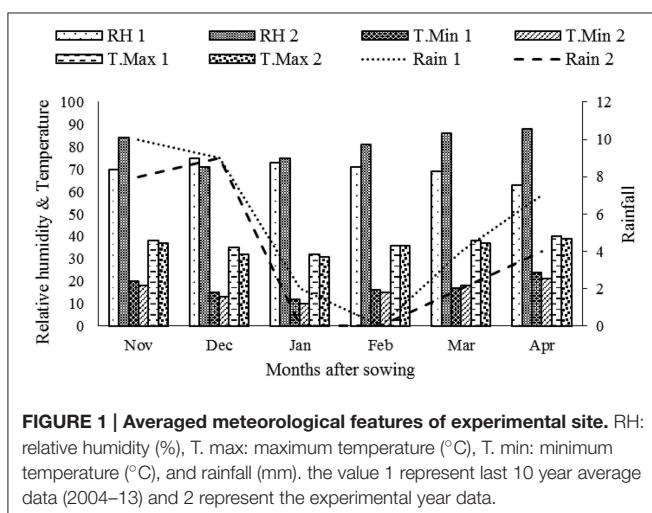 RH 1 RH 2 T.Min 1 T.Min 2
T.Max 1 T.Max 2 Rain 1 Rain 2
Relative humidity & Temperature
100
90
80
70
60
50
40
30
20
10
0
12
10
8
6
4
2
0
Rainfall
Nov Dec Jan Feb Mar Apr
Months after sowing
FIGURE 1 | Averaged meteorological features of experimental site. RH:
relative humidity (%), T. max: maximum temperature (°C), T. min: minimum
temperature (°C), and rainfall (mm). the value 1 represent last 10 year average
data (2004–13) and 2 represent the experimental year data.